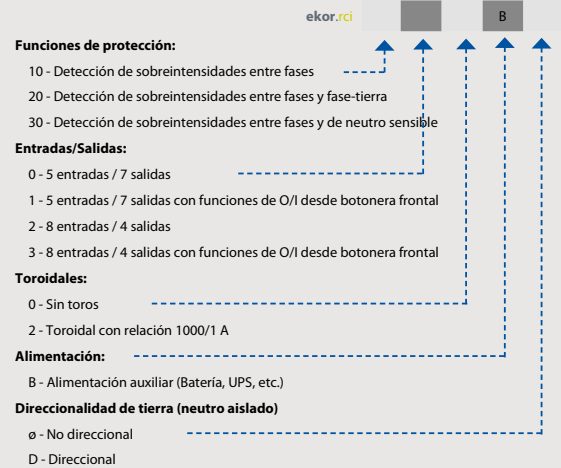 ekor.rci B
Funciones de protección:
10 - Detección de sobreintensidades entre fases
20 - Detección de sobreintensidades entre fases y fase-tierra
30 - Detección de sobreintensidades entre fases y de neutro sensible
Entradas/Salidas:
0 - 5 entradas / 7 salidas
1 - 5 entradas / 7 salidas con funciones de O/I desde botonera frontal
2 - 8 entradas / 4 salidas
3 - 8 entradas / 4 salidas con funciones de O/I desde botonera frontal
Toroidales:
0 - Sin toros
2 - Toroidal con relación 1000/1 A
Alimentación:
B - Alimentación auxiliar (Batería, UPS, etc.)
Direccionalidad de tierra (neutro aislado)
ø - No direccional
D - Direccional